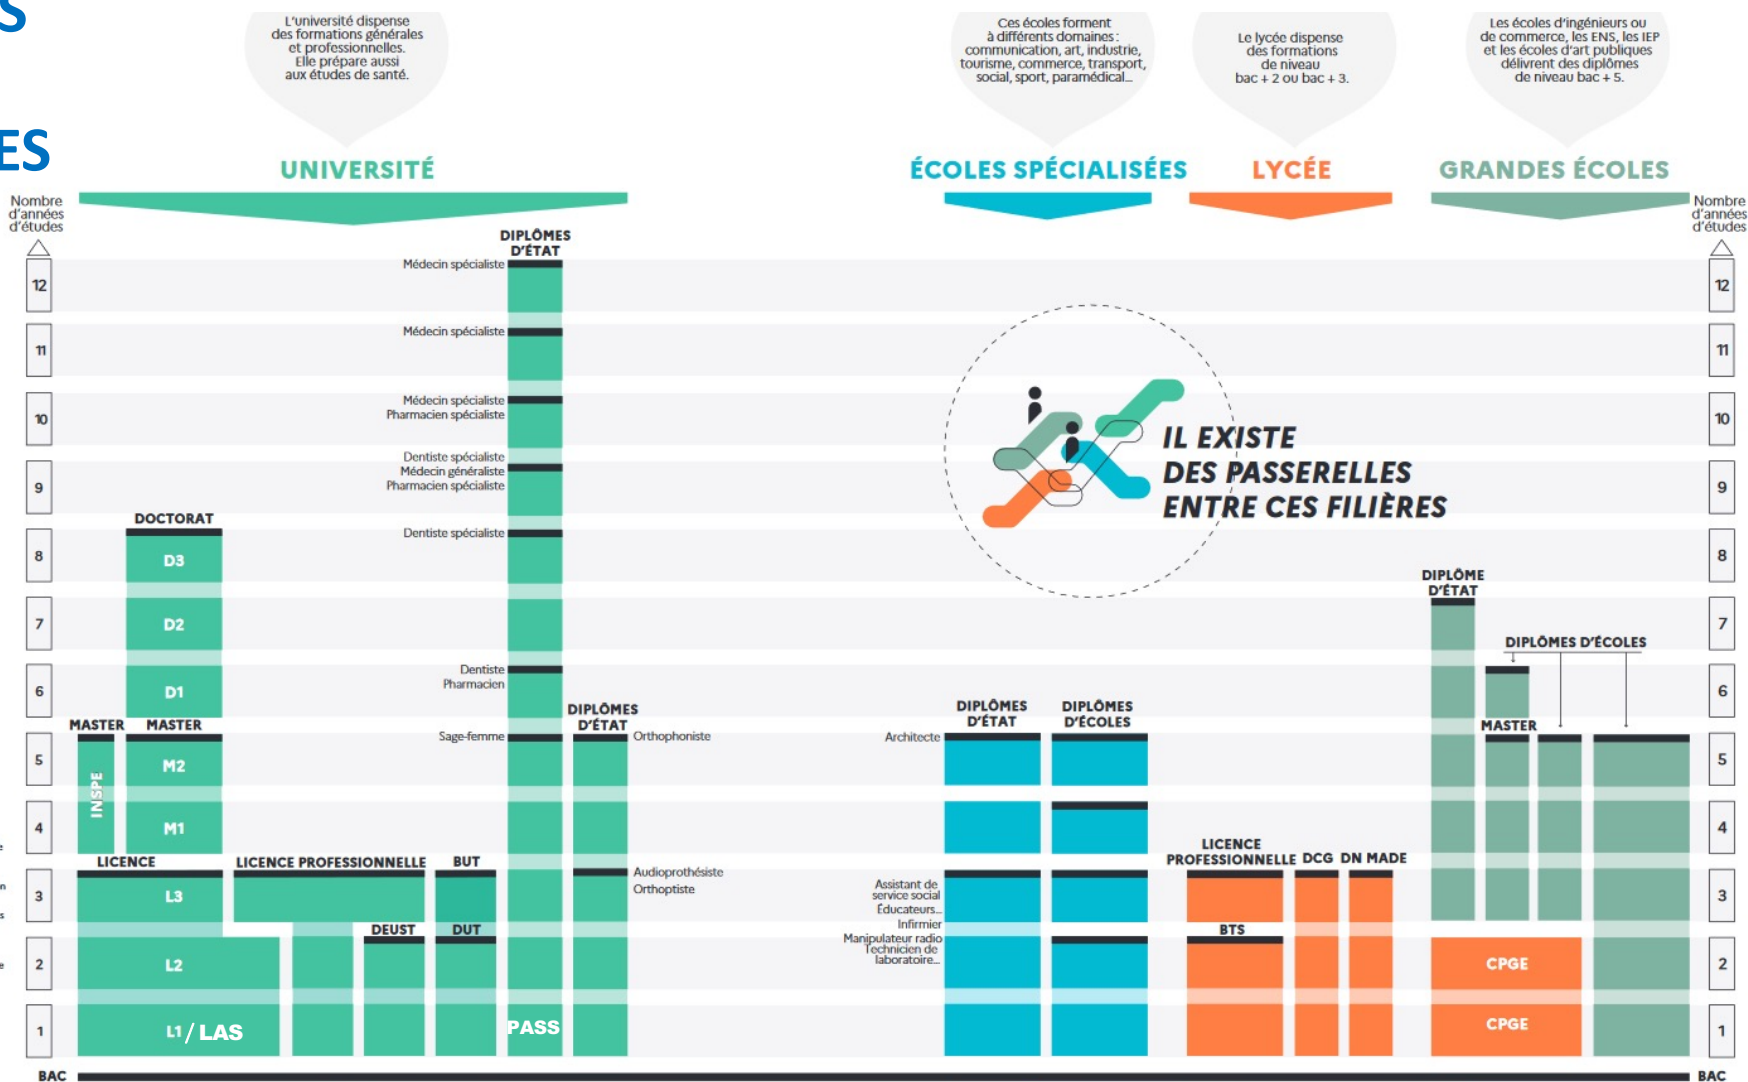 S
ES
L'université dispense
des formations générales
et professionnelles.
Elle prépare aussi
aux études de santé.
Ces écoles forment
à différents domaines :
communication, art, industrie,
tourisme, commerce, transport,
social, sport, paramédical...
Le lycée dispense
des formations
de niveau
bac + 2 ou bac + 3.
Les écoles d'ingénieurs ou
de commerce, les ENS, les IEP
et les écoles d'art publiques
délivrent des diplômes
de niveau bac + 5.
UNIVERSITÉ
ÉCOLES SPÉCIALISÉES
LYCÉE
GRANDES ÉCOLES
Nombre
d'années
d'études
Nombre
d'années
d'études
DIPLÔMES
D'ÉTAT
Médecin spécialiste
12
12
Médecin spécialiste
11
11
Médecin spécialiste
Pharmacien spécialiste
10
10
IL EXISTE
DES PASSERELLES
ENTRE CES FILIÈRES
Dentiste spécialiste
Médecin généraliste
Pharmacien spécialiste
9
9
DOCTORAT
Dentiste spécialiste
8
D3
8
DIPLÔME
D'ÉTAT
7
D2
7
DIPLÔMES D'ÉCOLES
Dentiste
Pharmacien
6
D1
6
MASTER
MASTER
DIPLÔMES
D'ÉTAT
DIPLÔMES
D'ÉTAT
DIPLÔMES
D'ÉCOLES
MASTER
Sage-femme
Orthophoniste
Architecte
5
INSPE
M2
5
4
M1
4
e
LICENCE
LICENCE PROFESSIONNELLE
BUT
LICENCE
PROFESSIONNELLE
DCG
DN MADE
Audioprothésiste
Orthoptiste
Assistant de
service social
Éducateurs...
Infirmier
n
3
L3
3
s
DEUST
DUT
BTS
Manipulateur radio
Technicien de
laboratoire...
e
2
L2
CPGE
2
1
L1 / LAS
PASS
CPGE
1
BAC
BAC